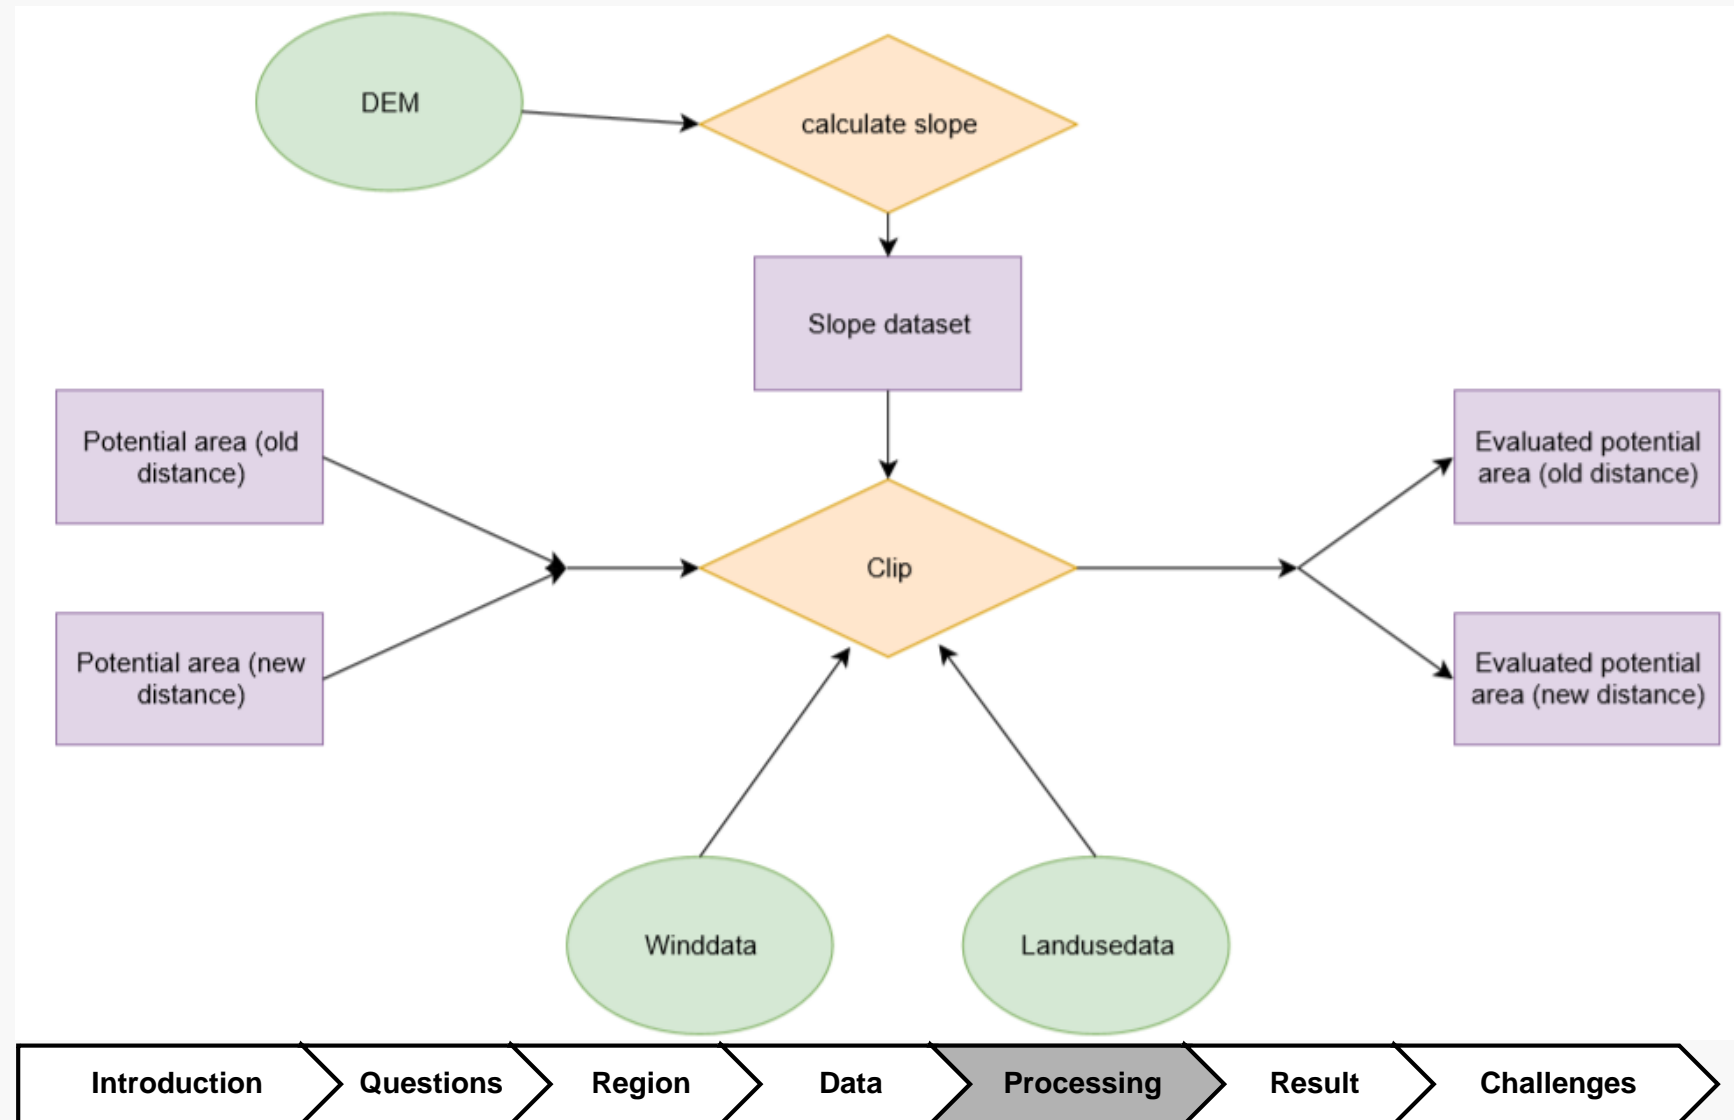 DEM
calculate slope
Slope dataset
Potential area (old
distance)
Evaluated potential
area (old distance)
Clip
Potential area (new
distance)
Evaluated potential
area (new distance)
Winddata
Landusedata
Introduction
Questions
Region
Data
Processing
Result
Challenges